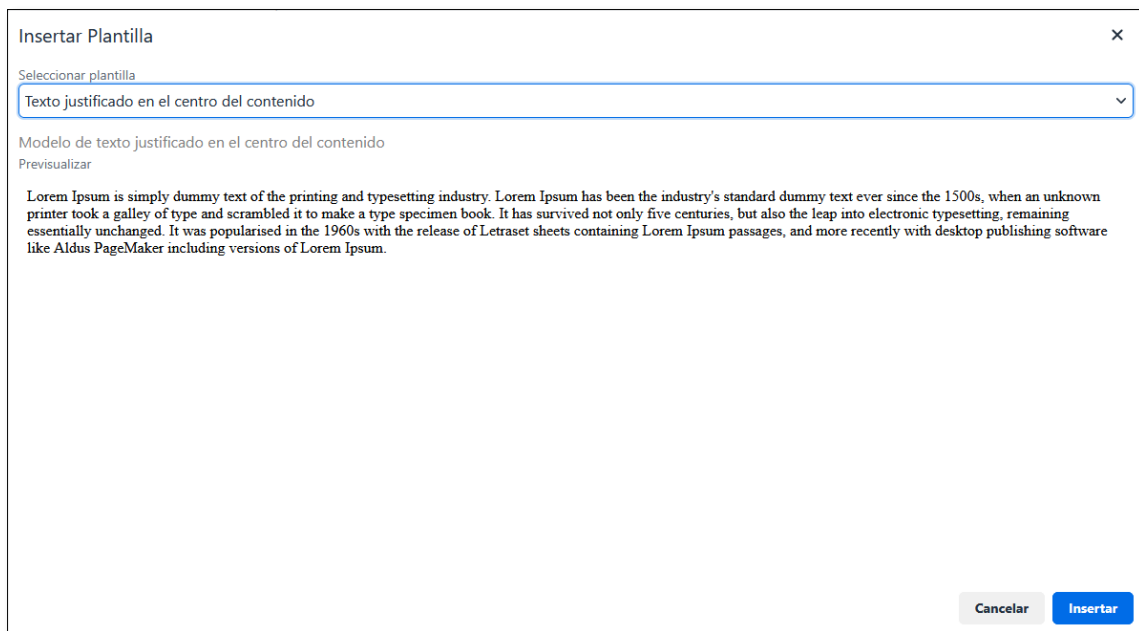 Insertar Plantilla
Seleccionar plantilla
Texto justificado en el centro del contenido
Modelo de texto justificado en el centro del contenido
Previsualizar
Lorem Ipsum is simply dummy text of the printing and typesetting industry. Lorem Ipsum has been the industry's standard dummy text ever since the 1500s, when an unknown
printer took a galley of type and scrambled it to make a type specimen book. It has survived not only five centuries, but also the leap into electronic typesetting, remaining
essentially unchanged. It was popularised in the 1960s with the release of Letraset sheets containing Lorem Ipsum passages, and more recently with desktop publishing software
like Aldus PageMaker including versions of Lorem Ipsum.
Cancelar
Insertar